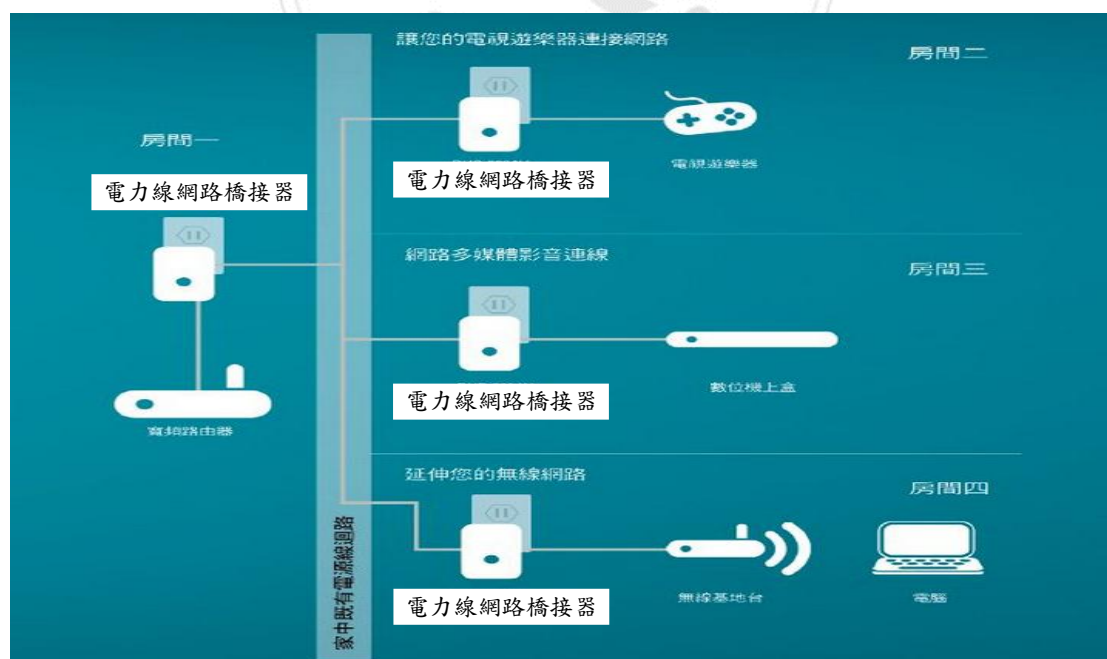 讓您的電視遊樂器連接網路
房間二
房間一
電力線網路橋接器
電力線網路橋接器
電視遊樂器
網路多媒體影音連線
房間三
電力線網路橋接器
數位機上盒
寬頻路由器
延伸您的無線網路
房間四
家中既有電源線迴路
電力線網路橋接器
無線基地台
電腦